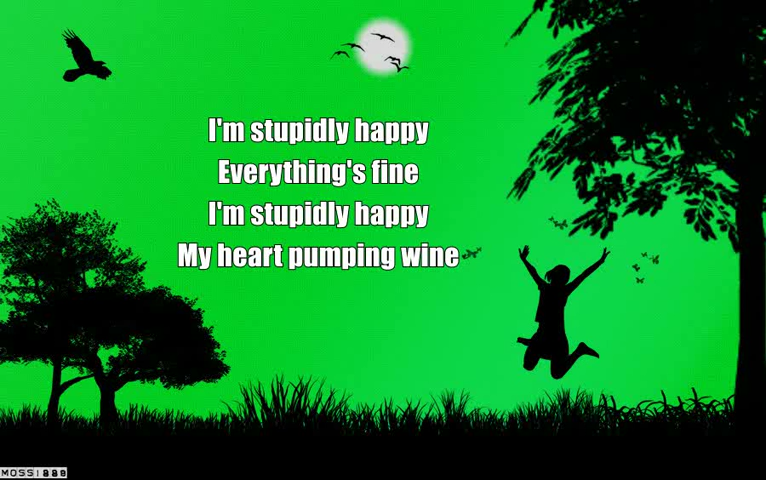 I'm stupidly happy
Everything's fine
I'm stupidly happy
My heart pumping wine